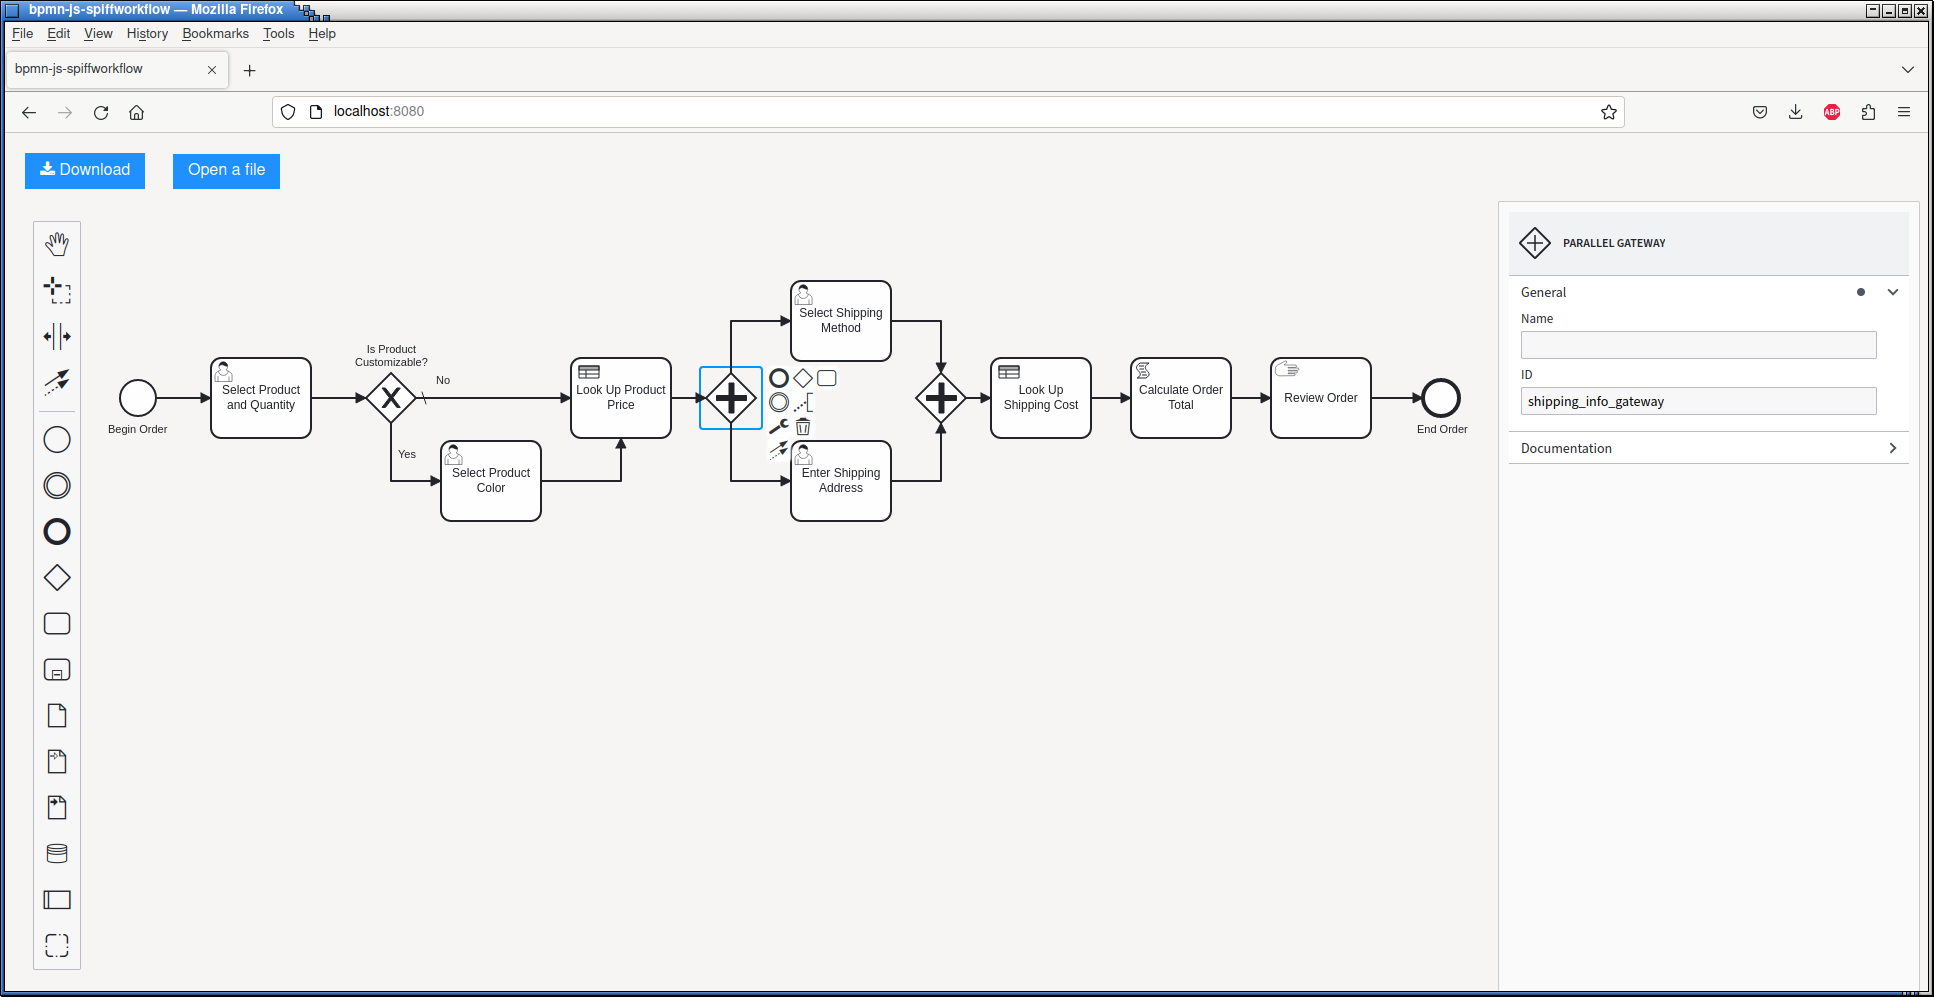 bpmn-js-spiffworkflow — Mozilla Firefox
File Edit View History Bookmarks Tools Help
bpmn-js-spiffworkflow
localhost:8080
ABP
Download
Open a file
Begin Order
Select Product
and Quantity
Is Product
Customizable?
No
Yes
Select Product
Color
Look Up Product
Price
Select Shipping
Method
Enter Shipping
Address
Look Up
Shipping Cost
Calculate Order
Total
Review Order
End Order
PARALLEL GATEWAY
General
Name
ID
shipping_info_gateway
Documentation